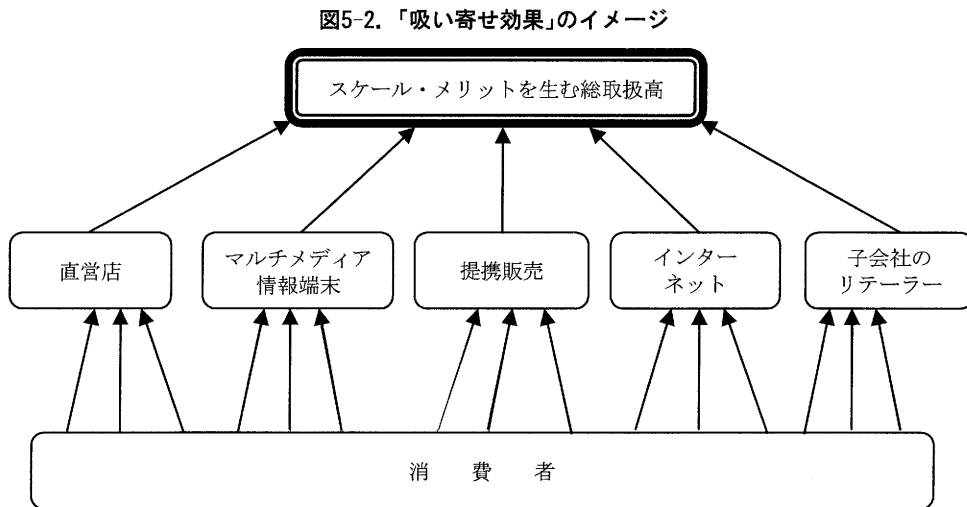 図5-2．「吸い寄せ効果」のイメージ
スケール・メリットを生む総取扱高
直営店
マルチメディア
情報端末
提携販売
インター
ネット
子会社の
リテーラー
消　費　者